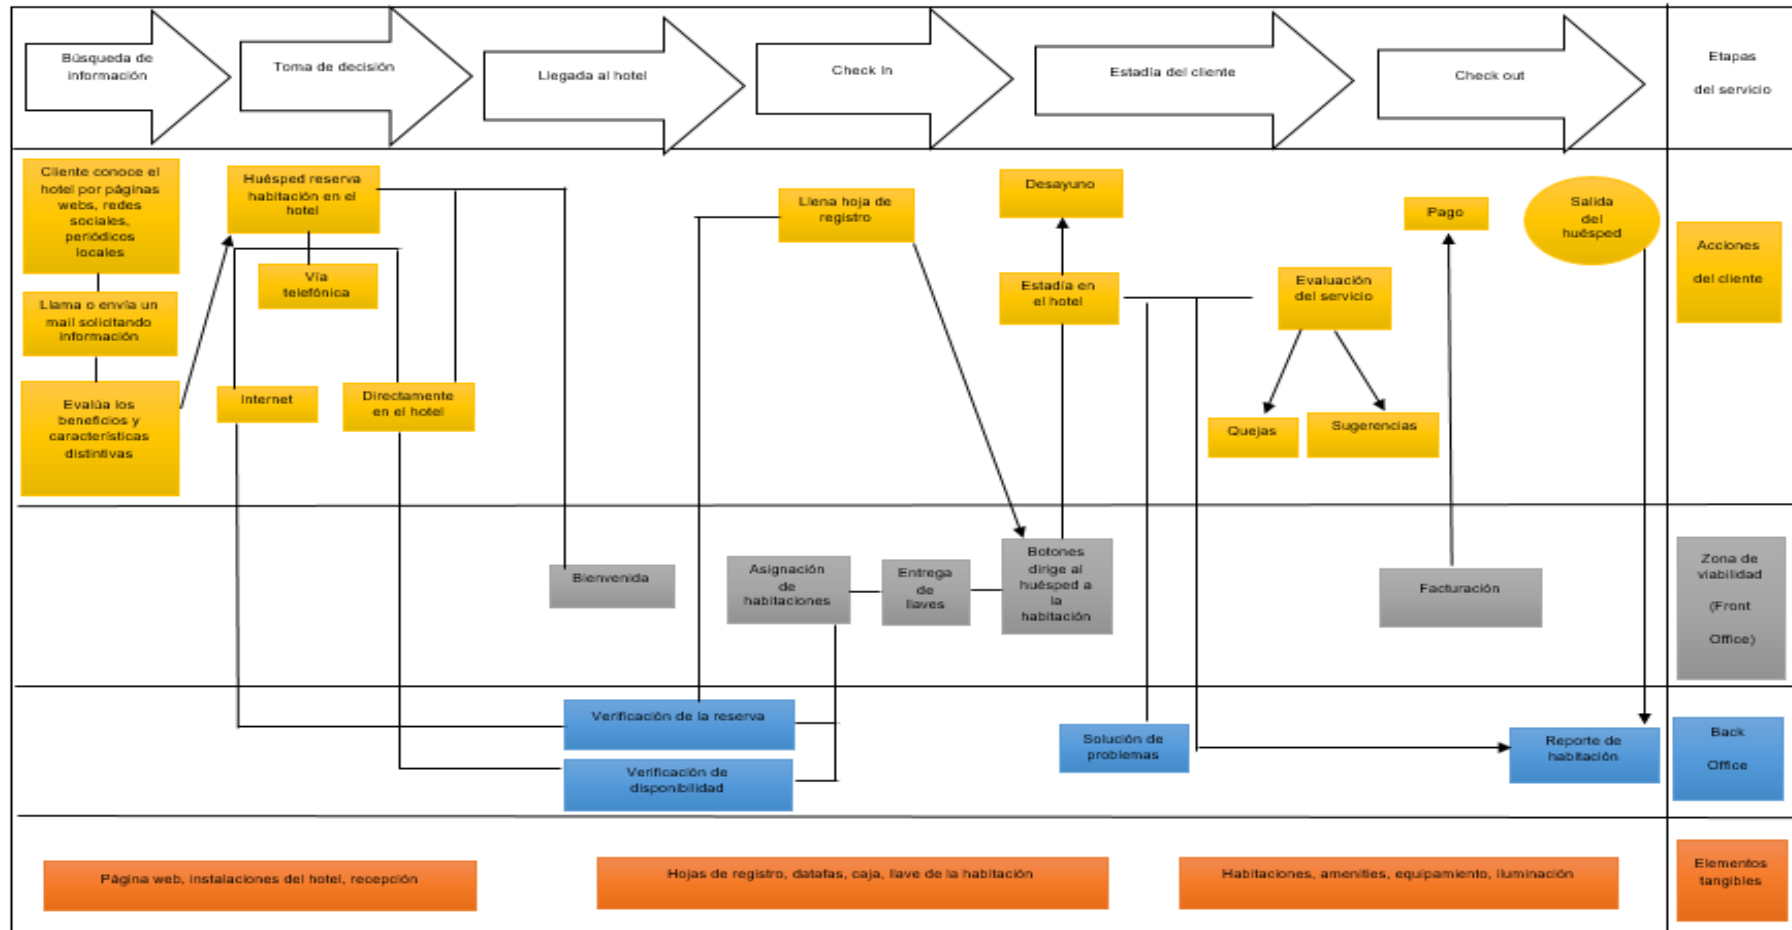 Búsqueda de
información
Toma de decisión
Llegada al hotel
Check In
Estadía del cliente
Check out
Etapas
del servicio
Cliente conoce el
hotel por páginas
webs, redes
sociales,
periódicos
locales
Llama o envía un
mail solicitando
información
Evalúa los
beneficios y
características
distintivas
Huésped reserva
habitación en el
hotel
Vía
telefónica
Internet
Directamente
en el hotel
Llena hoja de
registro
Desayuno
Estadía en
el hotel
Evaluación
del servicio
Quejas
Sugerencias
Pago
Salida
del
huésped
Acciones
del cliente
Bienvenida
Asignación
de
habitaciones
Entrega
de
llaves
Botones
dirige al
huésped a
la
habitación
Facturación
Zona de
viabilidad
(Front
Office)
Verificación de la reserva
Verificación de
disponibilidad
Solución de
problemas
Reporte de
habitación
Back
Office
Página web, instalaciones del hotel, recepción
Hojas de registro, datafas, caja, llave de la habitación
Habitaciones, amenities, equipamiento, iluminación
Elementos
tangibles